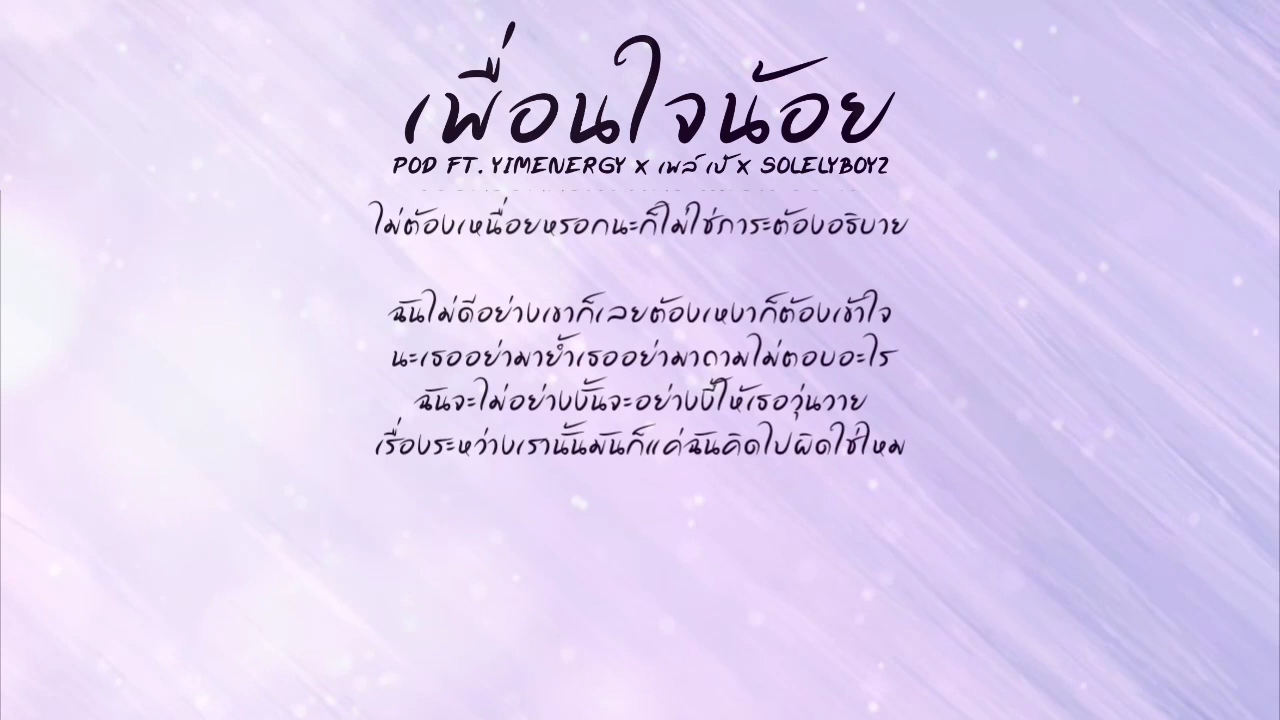 เพื่อนใจน้อย
POD FT. YIMENERGY X เพล์ เป้ X SOLELYBOYZ
ไม่ต้องเหนื่อยหรอกนะก็ไม่ใช่ภาระต้องอธิบาย
ฉันไม่ดีอย่างเขาก็เลยต้องเหงาก็ต้องเข้าใจ
นะเธออย่ามาย้ำเธออย่ามาถามไม่ตอบอะไร
ฉันจะไม่อย่างงั้นจะอย่างงี้ให้เธอวุ่นวาย
เรื่องระหว่างเรานั้นมันก็แค่ฉันคิดไปผิดใช่ไหม